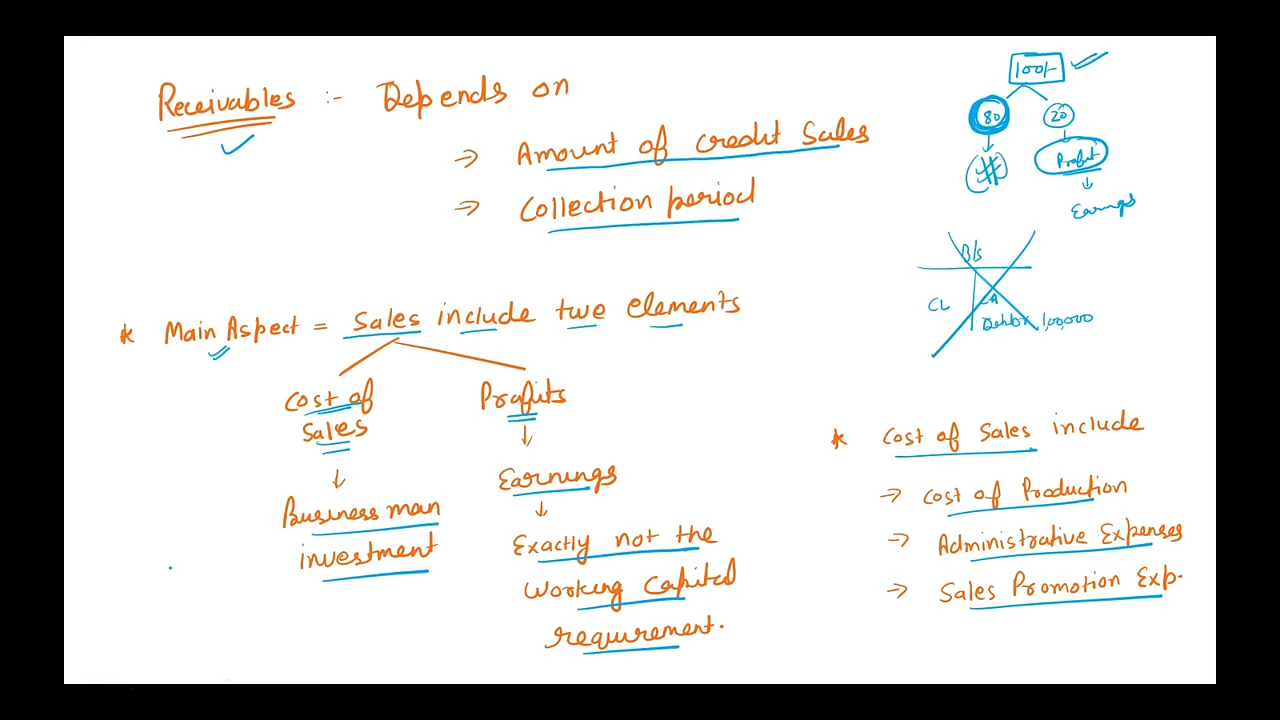 Receivables :- Depends on
→ Amount of credit Sales
→ Collection period
* Main Aspect = Sales include two elements
Cost of
Sales
↓
Business man
investment
Profits
↓
Earnings
↓
Exactly not the
Working Capital
requirement.
100/-
80
20
Profit
↓
Earnings
B/s
CL
CA
Debtor 1,00,000
* Cost of Sales include
→ Cost of Production
→ Administrative Expenses
→ Sales Promotion Exp.